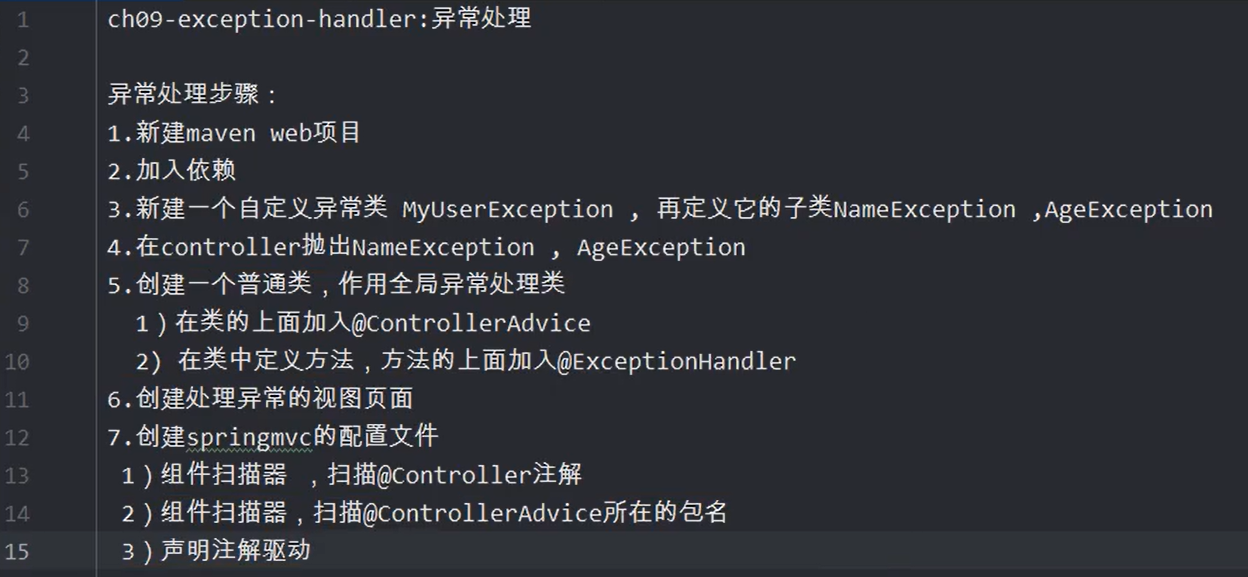 1 ch09-exception-handler:异常处理
2
3 异常处理步骤：
4 1.新建maven web项目
5 2.加入依赖
6 3.新建一个自定义异常类 MyUserException , 再定义它的子类NameException ,AgeException
7 4.在controller抛出NameException , AgeException
8 5.创建一个普通类，作用全局异常处理类
9 1）在类的上面加入@ControllerAdvice
10 2) 在类中定义方法，方法的上面加入@ExceptionHandler
11 6.创建处理异常的视图页面
12 7.创建springmvc的配置文件
13 1）组件扫描器 ，扫描@Controller注解
14 2）组件扫描器，扫描@ControllerAdvice所在的包名
15 3）声明注解驱动